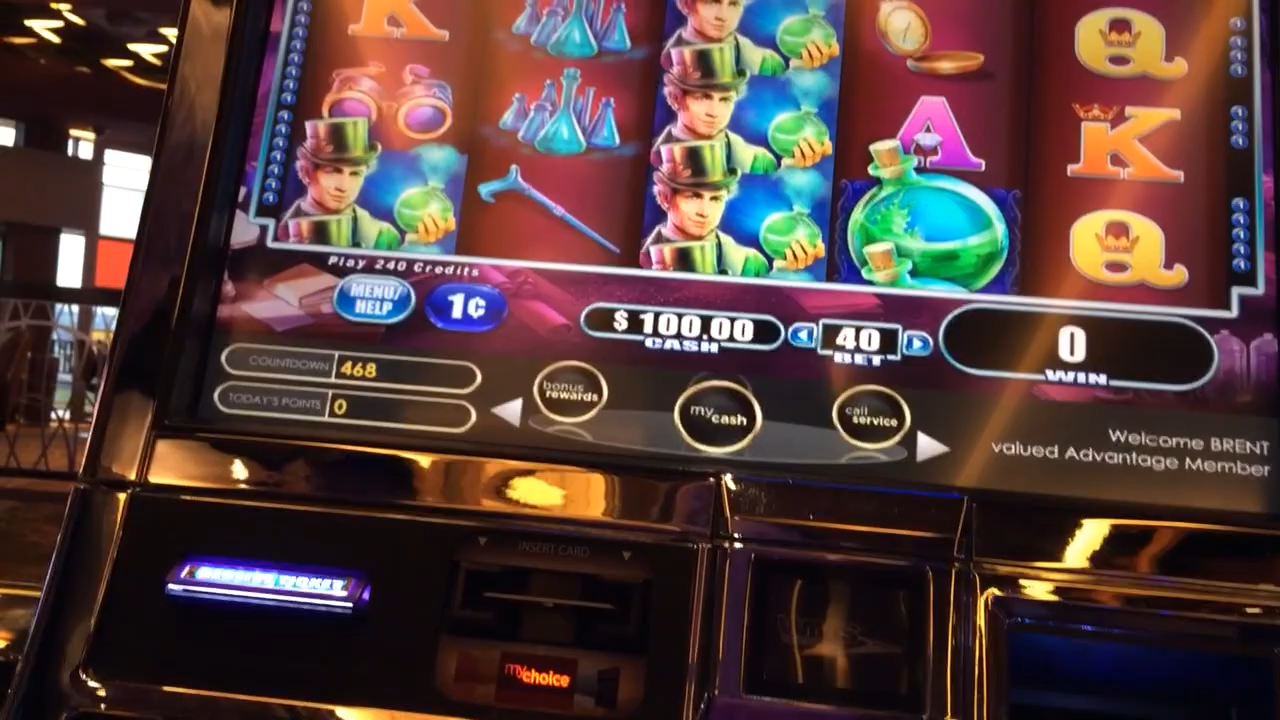 K
Q
A
K
Q
Play 240 Credits
MENU/
HELP
1¢
$ 100.00
CASH
40
BET
0
WIN
COUNTDOWN 468
TODAY'S POINTS 0
bonus
rewards
my
cash
call
service
Welcome BRENT
valued Advantage Member
INSERT CARD
mychoice